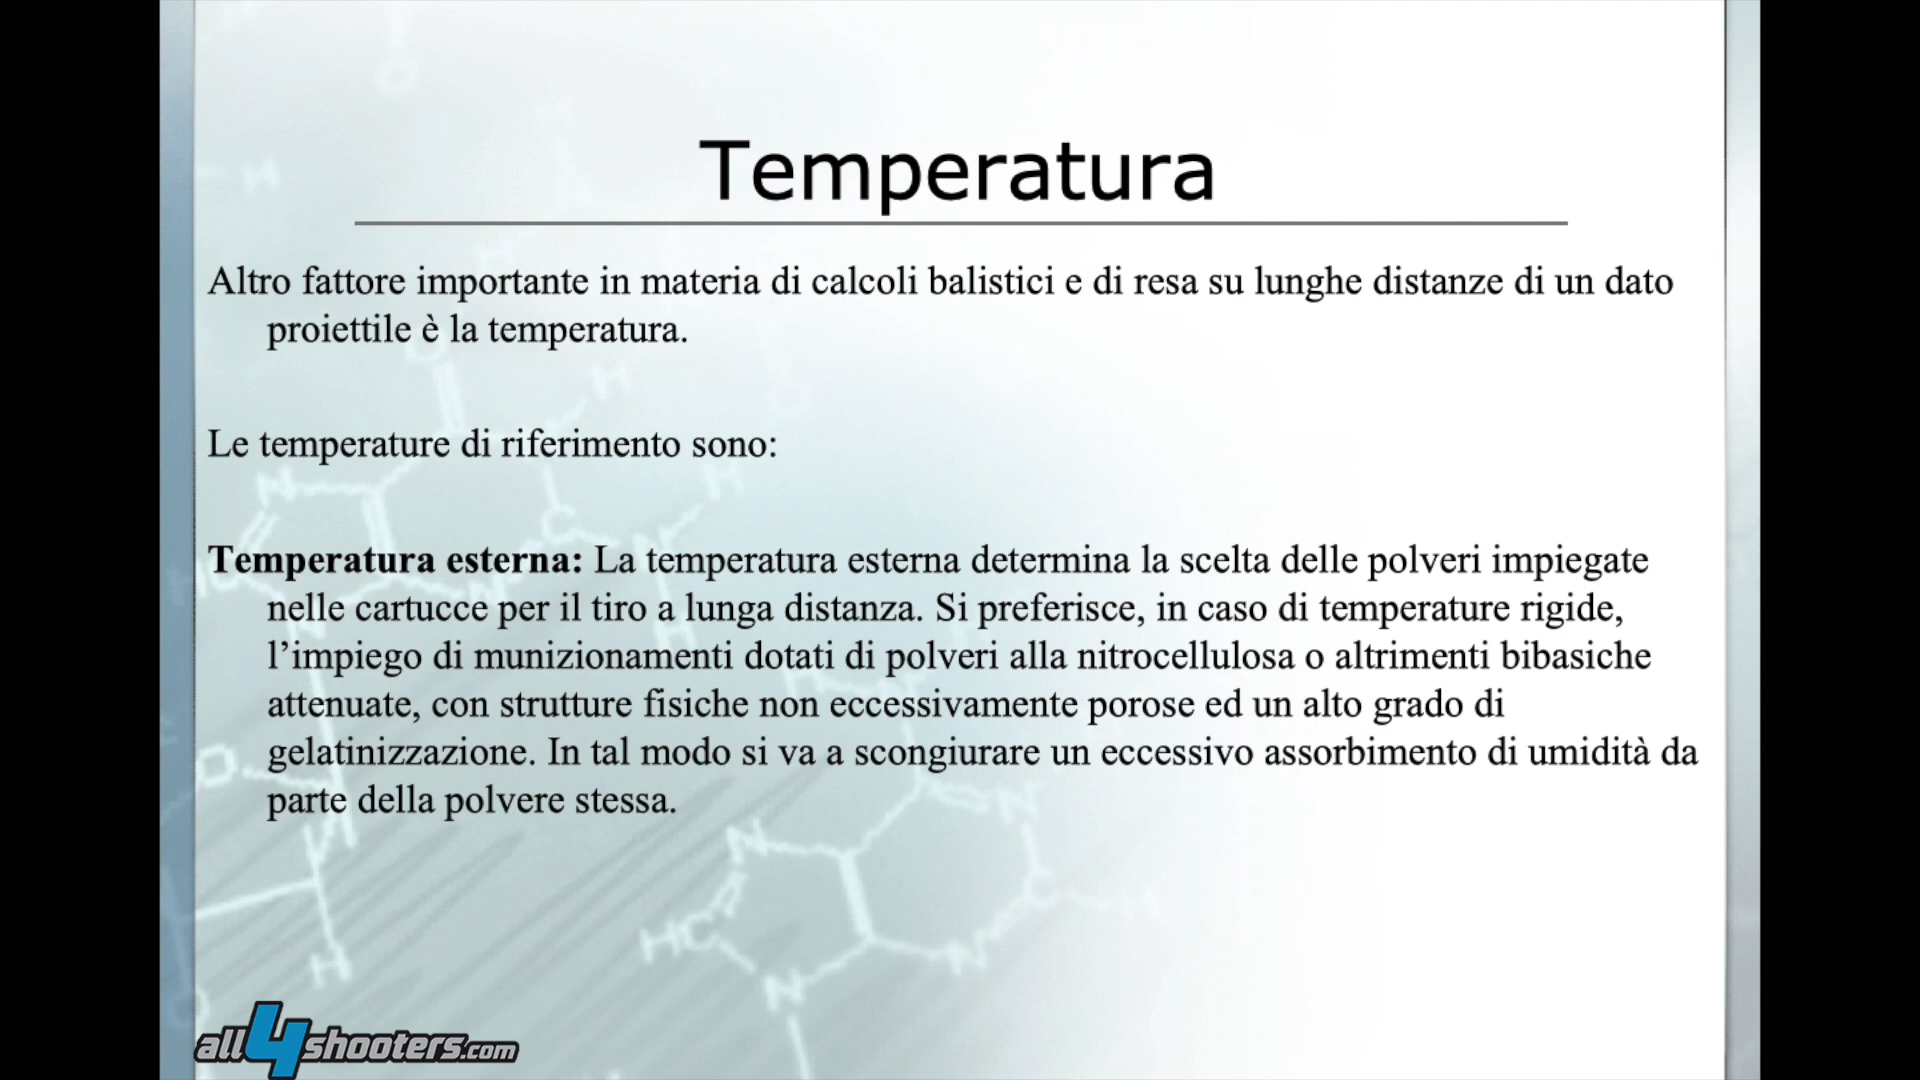 Temperatura
Altro fattore importante in materia di calcoli balistici e di resa su lunghe distanze di un dato
proiettile è la temperatura.
Le temperature di riferimento sono:
Temperatura esterna: La temperatura esterna determina la scelta delle polveri impiegate
nelle cartucce per il tiro a lunga distanza. Si preferisce, in caso di temperature rigide,
l’impiego di munizionamenti dotati di polveri alla nitrocellulosa o altrimenti bibasiche
attenuate, con strutture fisiche non eccessivamente porose ed un alto grado di
gelatinizzazione. In tal modo si va a scongiurare un eccessivo assorbimento di umidità da
parte della polvere stessa.
all4shooters.com